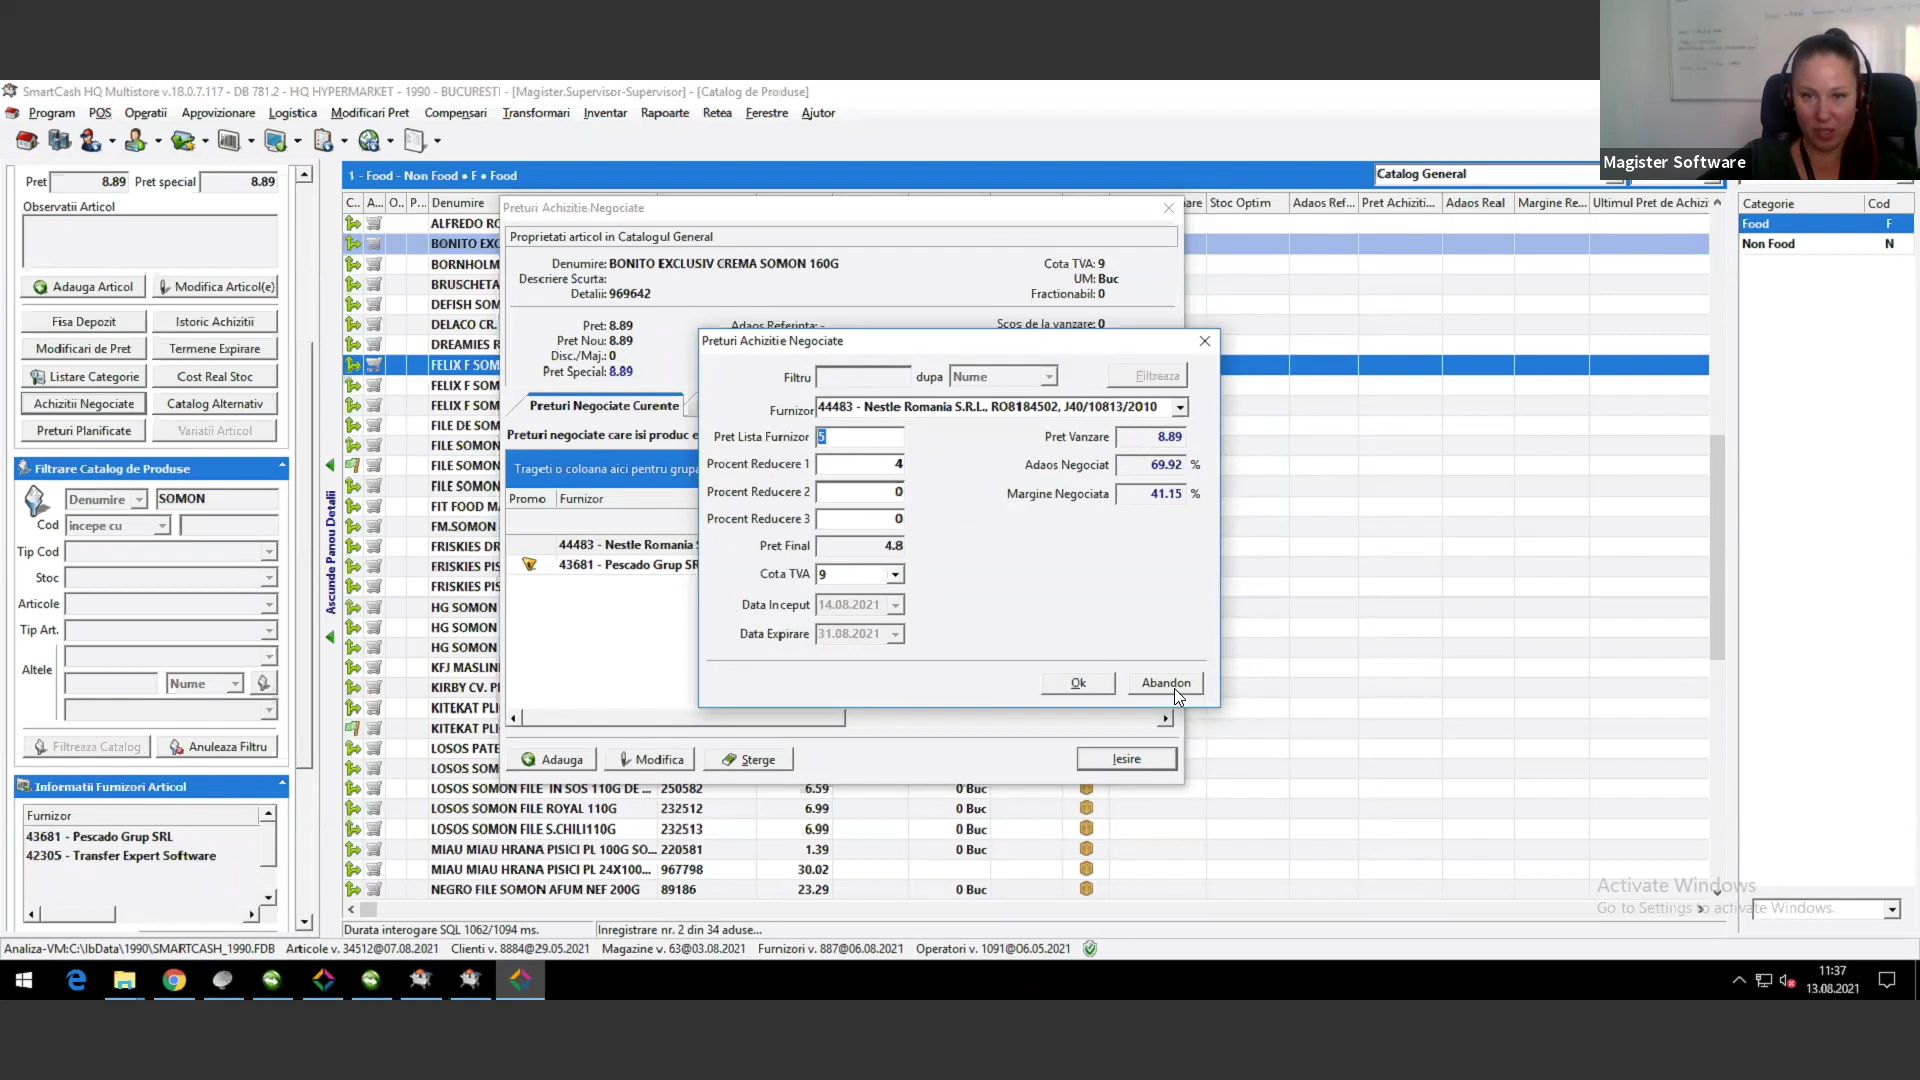 Magister Software
SmartCash HQ Multistore v.18.0.7.117 - DB 781.2 - HQ HYPERMARKET - 1990 - BUCURESTI - [Magister.Supervisor-Supervisor] - [Catalog de Produse]
Program POS Operatii Aprovizionare Logistica Modificari Pret Compensari Transformari Inventar Rapoarte Retea Ferestre Ajutor
Pret 8.89 Pret special 8.89
Observatii Articol
Adauga Articol Modifica Articol(e)
Fisa Depozit Istoric Achizitii
Modificari de Pret Termene Expirare
Listare Categorie Cost Real Stoc
Achizitii Negociate Catalog Alternativ
Preturi Planificate Variatii Articol
Filtrare Catalog de Produse
Denumire SOMON
Cod incepe cu
Tip Cod
Stoc
Articole
Tip Art.
Altele
Nume
Filtreaza Catalog Anuleaza Filtru
Informatii Furnizori Articol
Furnizor
43681 - Pescado Grup SRL
42305 - Transfer Expert Software
Ascunde Panou Detalii
1 - Food - Non Food ● F ● Food
Catalog General
C.. A... O.. P... Denumire
are Stoc Optim Adaos Ref... Pret Achiziti... Adaos Real Margine Re... Ultimul Pret de Achizi
ALFREDO RO
BONITO EXC
BORNHOLM
BRUSCHETA
DEFISH SOM
DELACO CR.
DREAMIES R
FELIX F SOM
FELIX F SOM
FELIX F SOM
FILE DE SOM
FILE SOMON
FILE SOMON
FILE SOMON
FIT FOOD M
FM.SOMON
FRISKIES DR
FRISKIES PIS
FRISKIES PIS
HG SOMON
HG SOMON
HG SOMON
KFJ MASLIN
KIRBY CV. P
KITEKAT PLI
KITEKAT PLI
LOSOS PATE
LOSOS SOM
LOSOS SOMON FILE IN SOS 110G DE ... 250582 6.59 0 Buc
LOSOS SOMON FILE ROYAL 110G 232512 6.99 0 Buc
LOSOS SOMON FILE S.CHILI110G 232513 6.99 0 Buc
MIAU MIAU HRANA PISICI PL 100G SO... 220581 1.39 0 Buc
MIAU MIAU HRANA PISICI PL 24X100... 967798 30.02
NEGRO FILE SOMON AFUM NEF 200G 89186 23.29 0 Buc
Categorie Cod
Food F
Non Food N
Preturi Achizitie Negociate
Proprietati articol in Catalogul General
Denumire: BONITO EXCLUSIV CREMA SOMON 160G Cota TVA: 9
Descriere Scurta: UM: Buc
Detalii: 969642 Fractionabil: 0
Pret: 8.89 Adaos Referinta: - Scos de la vanzare: 0
Pret Nou: 8.89
Disc./Maj.: 0
Pret Special: 8.89
Preturi Negociate Curente
Preturi negociate care isi produc e
Trageti o coloana aici pentru grupa
Promo Furnizor
44483 - Nestle Romania S
43681 - Pescado Grup SR
Adauga Modifica Sterge Iesire
Preturi Achizitie Negociate
Filtru dupa Nume Filtreaza
Furnizor 44483 - Nestle Romania S.R.L., RO8184502, J40/10813/2010
Pret Lista Furnizor 5 Pret Vanzare 8.89
Procent Reducere 1 4 Adaos Negociat 69.92 %
Procent Reducere 2 0 Margine Negociata 41.15 %
Procent Reducere 3 0
Pret Final 4.8
Cota TVA 9
Data Inceput 14.08.2021
Data Expirare 31.08.2021
Ok Abandon
Activate Windows
Go to Settings to activate Windows.
Durata interogare SQL 1062/1094 ms. Inregistrare nr. 2 din 34 aduse...
Analiza-VM:C:\IbData\1990\SMARTCASH_1990.FDB Articole v. 34512@07.08.2021 Clienti v. 8884@29.05.2021 Magazine v. 63@03.08.2021 Furnizori v. 887@06.08.2021 Operatori v. 1091@06.05.2021
11:37
13.08.2021